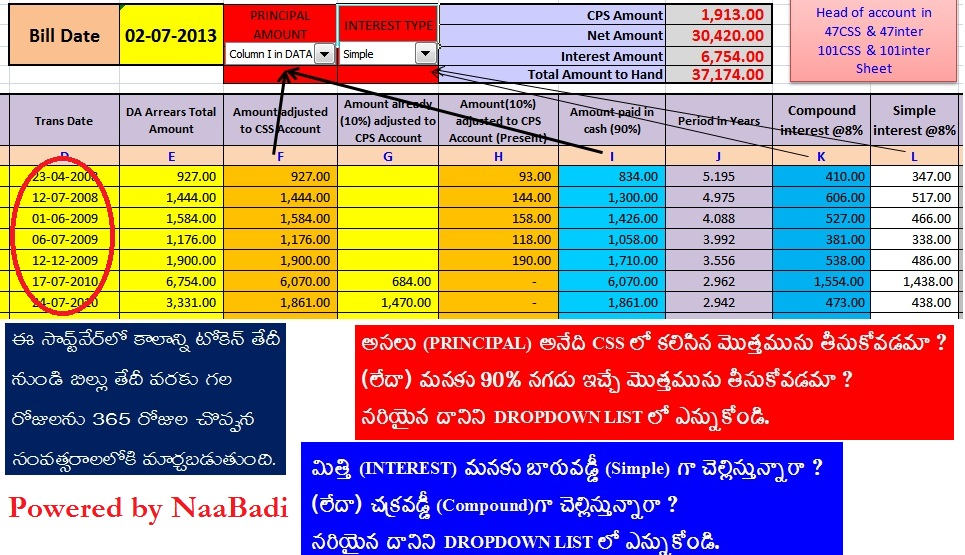 Bill Date
02-07-2013
PRINCIPAL AMOUNT
INTEREST TYPE
Column I in DATA
Simple
CPS Amount 1,913.00
Net Amount 30,420.00
Interest Amount 6,754.00
Total Amount to Hand 37,174.00
Head of account in
47CSS & 47inter
101CSS & 101inter
Sheet
Trans Date DA Arrears Total Amount Amount adjusted to CSS Account Amount already (10%) adjusted to CPS Account Amount(10%) adjusted to CPS Account (Present) Amount paid in cash (90%) Period in Years Compound interest @8% Simple interest @8%
D E F G H I J K L
23-04-2008 927.00 927.00 93.00 834.00 5.195 410.00 347.00
12-07-2008 1,444.00 1,444.00 144.00 1,300.00 4.975 606.00 517.00
01-06-2009 1,584.00 1,584.00 158.00 1,426.00 4.088 527.00 466.00
06-07-2009 1,176.00 1,176.00 118.00 1,058.00 3.992 381.00 338.00
12-12-2009 1,900.00 1,900.00 190.00 1,710.00 3.556 538.00 486.00
17-07-2010 6,754.00 6,070.00 684.00 - 6,070.00 2.962 1,554.00 1,438.00
24-07-2010 3,331.00 1,861.00 1,470.00 - 1,861.00 2.942 473.00 438.00
ఈ సాఫ్ట్‌వేర్‌లో కాలాన్ని టోకెన్ తేదీ
నుండి బిల్లు తేదీ వరకు గల
రోజులను 365 రోజుల చొప్పున
సంవత్సరాలలోకి మార్చబడుతుంది.
Powered by NaaBadi
అసలు (PRINCIPAL) అనేది CSS లో కలిసిన మొత్తమును తీసుకోవడమా ?
(లేదా) మనకు 90% నగదు ఇచ్చే మొత్తమును తీసుకోవడమా ?
సరియైన దానిని DROPDOWN LIST లో ఎన్నుకోండి.
మిత్తి (INTEREST) మనకు బారువడ్డీ (Simple) గా చెల్లిస్తున్నారా ?
(లేదా) చక్రవడ్డీ (Compound)గా చెల్లిస్తున్నారా ?
సరియైన దానిని DROPDOWN LIST లో ఎన్నుకోండి.